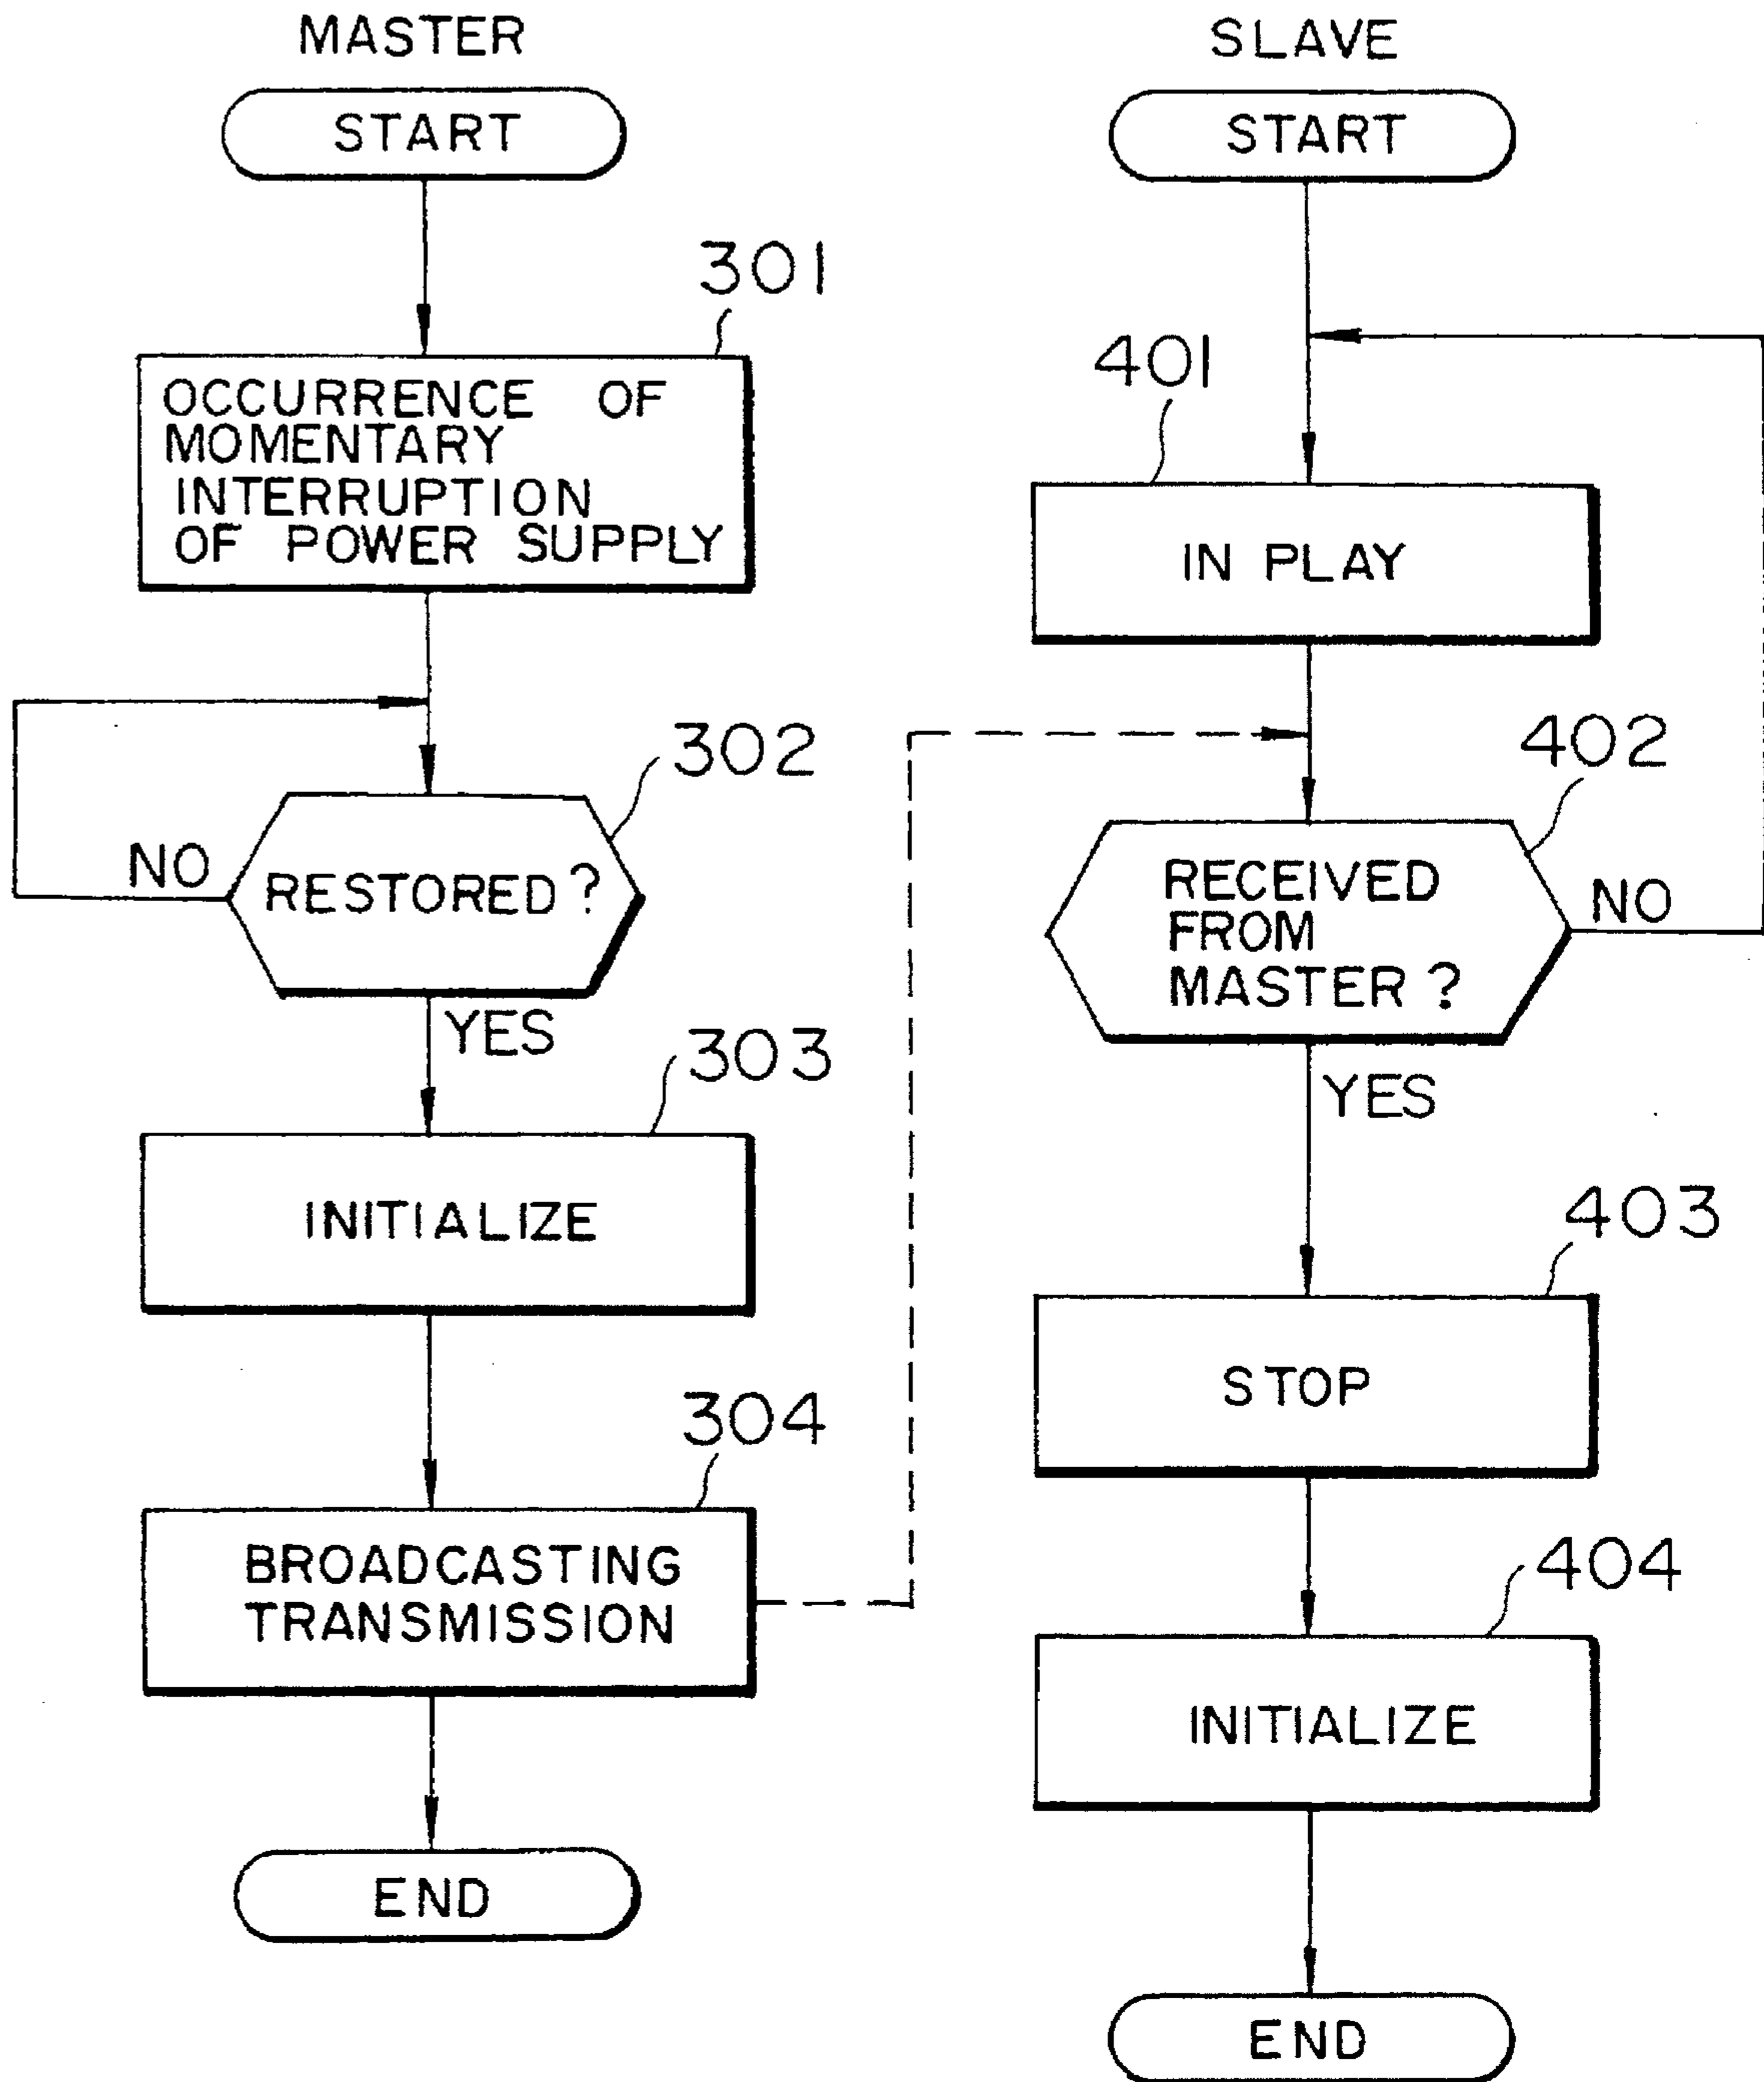 MASTER
START
301
OCCURRENCE OF
MOMENTARY
INTERRUPTION
OF POWER SUPPLY
302
NO
RESTORED ?
YES
303
INITIALIZE
304
BROADCASTING
TRANSMISSION
END
SLAVE
START
401
IN PLAY
402
RECEIVED
FROM
MASTER ?
NO
YES
403
STOP
404
INITIALIZE
END